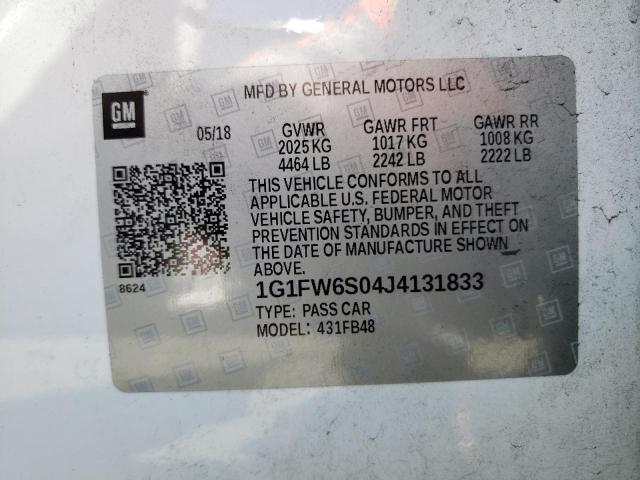 MFD BY GENERAL MOTORS LLC
GM
05/18
GVWR GAWR FRT GAWR RR
2025 KG 1017 KG 1008 KG
4464 LB 2242 LB 2222 LB
THIS VEHICLE CONFORMS TO ALL
APPLICABLE U.S. FEDERAL MOTOR
VEHICLE SAFETY, BUMPER, AND THEFT
PREVENTION STANDARDS IN EFFECT ON
THE DATE OF MANUFACTURE SHOWN
ABOVE.
8624
1G1FW6S04J4131833
TYPE: PASS CAR
MODEL: 431FB48